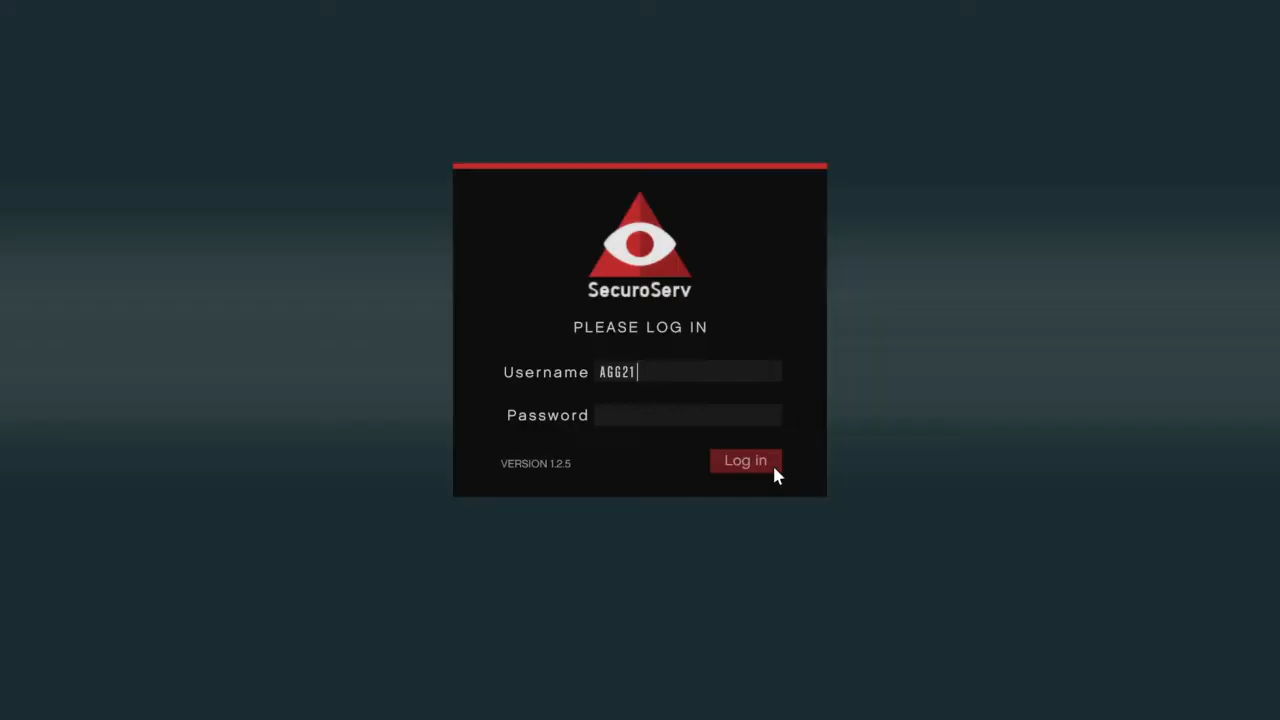 SecuroServ
PLEASE LOG IN
Username AGG21
Password
VERSION 1.2.5 Log in